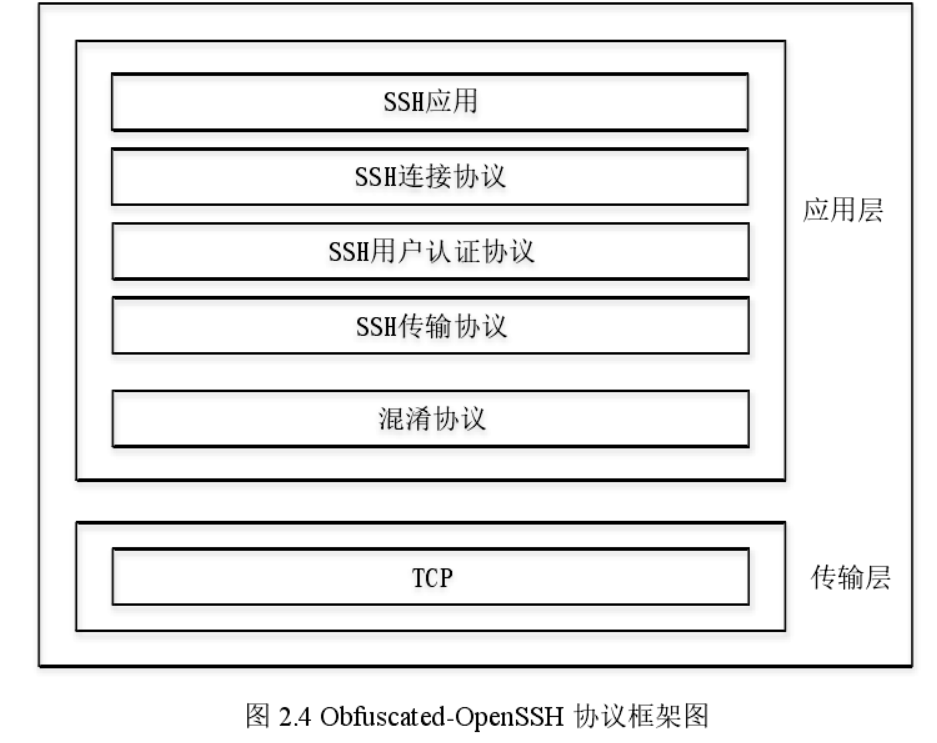 SSH应用
SSH连接协议
应用层
SSH用户认证协议
SSH传输协议
混淆协议
TCP
传输层
图 2.4 Obfuscated-OpenSSH 协议框架图